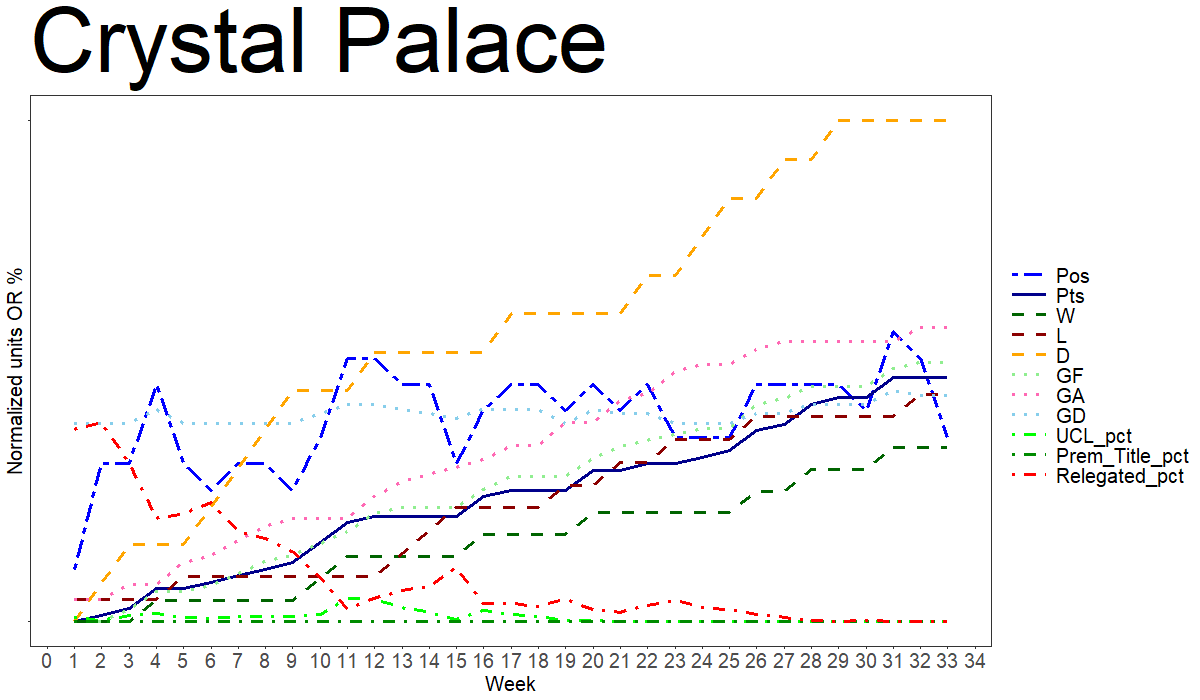 Crystal Palace
Normalized units OR %
Pos
Pts
W
L
D
GF
GA
GD
UCL_pct
Prem_Title_pct
Relegated_pct
0 1 2 3 4 5 6 7 8 9 10 11 12 13 14 15 16 17 18 19 20 21 22 23 24 25 26 27 28 29 30 31 32 33 34
Week